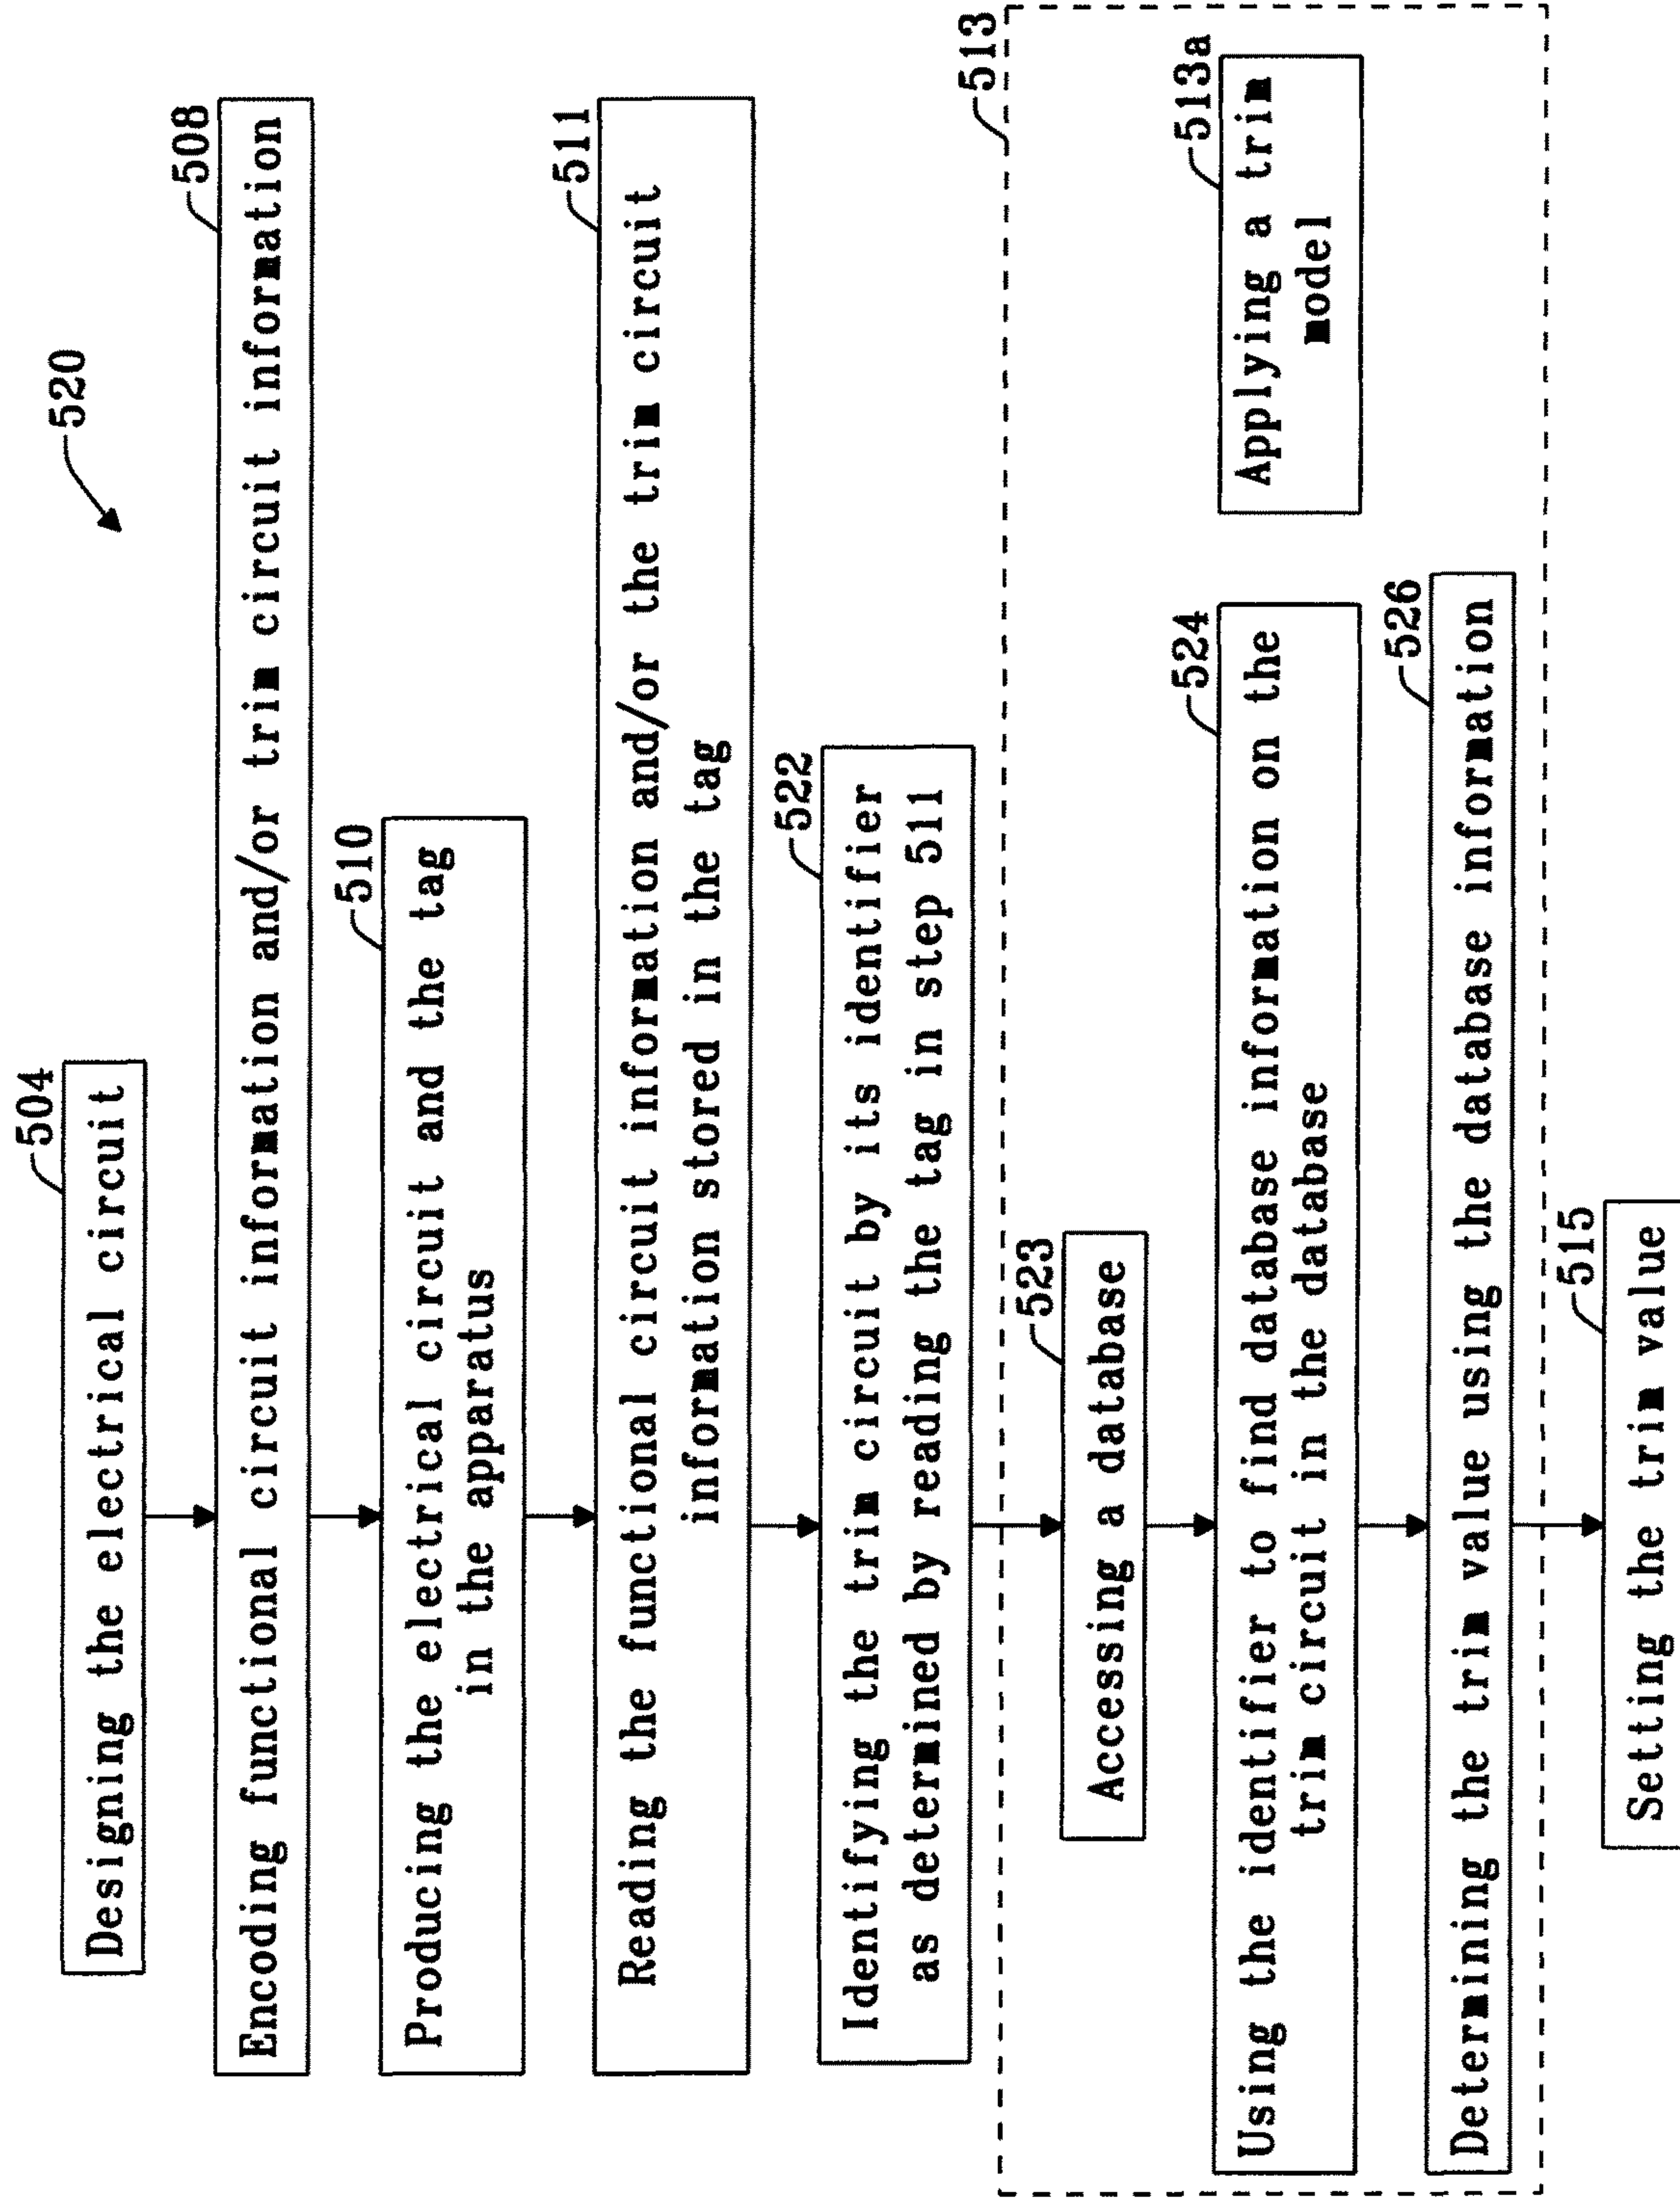 520
504
Designing the electrical circuit
508
Encoding functional circuit information and/or trim circuit information
510
Producing the electrical circuit and the tag
in the apparatus
511
Reading the functional circuit information and/or the trim circuit
information stored in the tag
522
Identifying the trim circuit by its identifier
as determined by reading the tag in step 511
513
523
Accessing a database
524
Using the identifier to find database information on the
trim circuit in the database
513a
Applying a trim
model
526
Determining the trim value using the database information
515
Setting the trim value